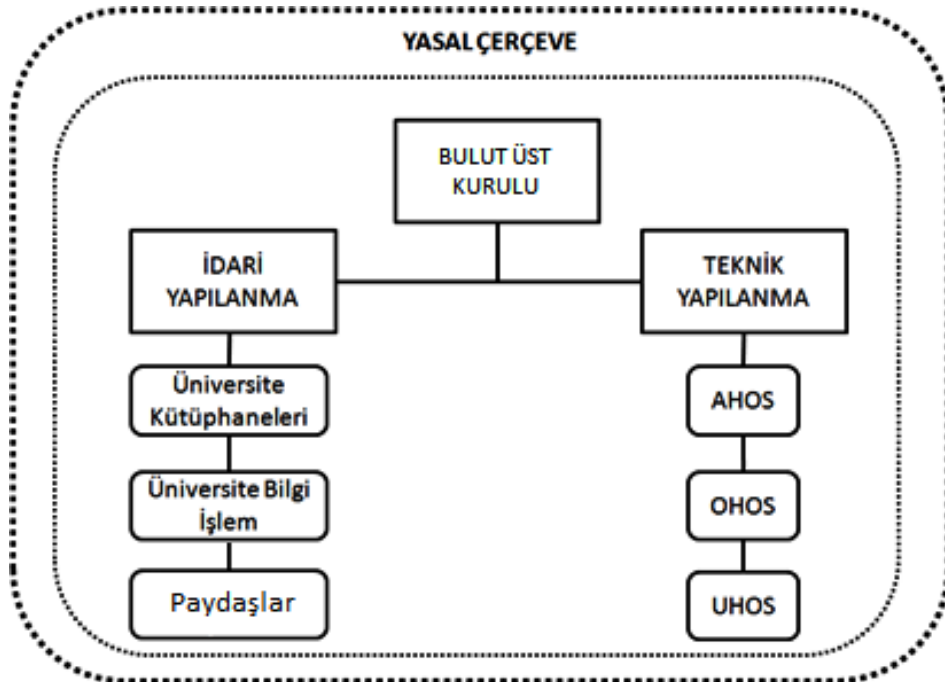 YASAL ÇERÇEVE
BULUT ÜST
KURULU
İDARİ
YAPILANMA
TEKNİK
YAPILANMA
Üniversite
Kütüphaneleri
AHOS
Üniversite Bilgi
İşlem
OHOS
Paydaşlar
UHOS